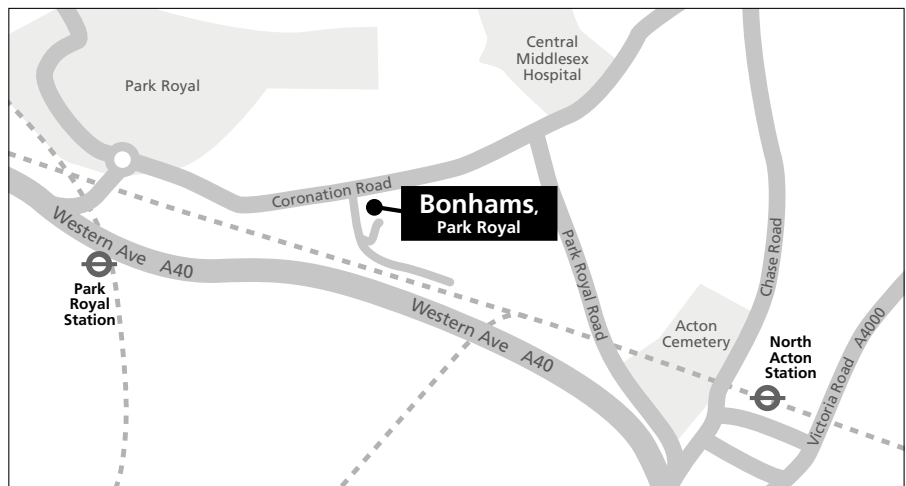 Central
Middlesex
Hospital
Park Royal
Coronation Road
Bonhams,
Park Royal
Western Ave A40
Park
Royal
Station
Park Royal Road
Chase Road
Western Ave A40
Acton
Cemetery
North
Acton
Station
Victoria Road A4000